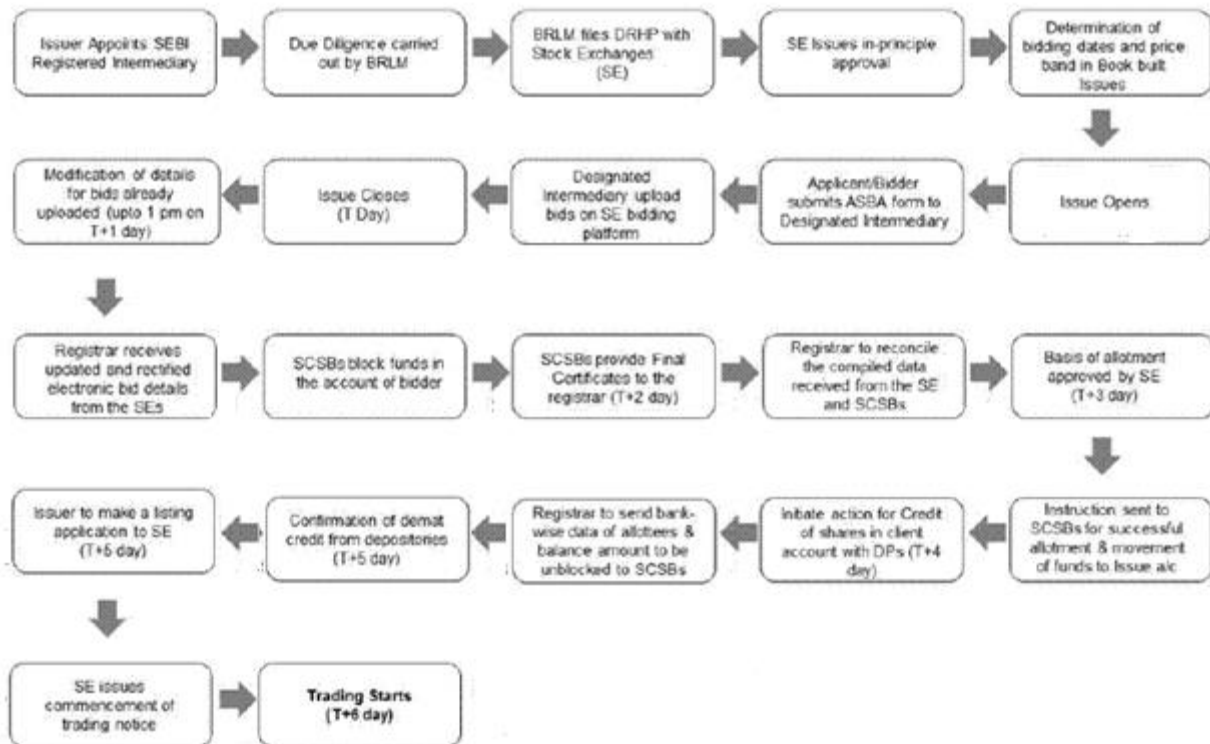 Issuer Appoints SEBI
Registered Intermediary
Due Diligence carried
out by BRLM
BRLM files DRHP with
Stock Exchanges
(SE)
SE Issues in-principle
approval
Determination of
bidding dates and price
band in Book built
Issues
Issue Opens
Applicant/Bidder
submits ASBA form to
Designated Intermediary
Designated
Intermediary upload
bids on SE bidding
platform
Issue Closes
(T Day)
Modification of details
for bids already
uploaded (upto 1 pm on
T+1 day)
Registrar receives
updated and rectified
electronic bid details
from the SEs
SCSBs block funds in
the account of bidder
SCSBs provide Final
Certificates to the
registrar (T+2 day)
Registrar to reconcile
the compiled data
received from the SE
and SCSBs
Basis of allotment
approved by SE
(T+3 day)
Instruction sent to
SCSBs for successful
allotment & movement
of funds to Issue a/c
Initiate action for Credit
of shares in client
account with DPs (T+4
day)
Registrar to send bank-
wise data of allottees &
balance amount to be
unblocked to SCSBs
Confirmation of demat
credit from depositories
(T+5 day)
Issuer to make a listing
application to SE
(T+5 day)
SE issues
commencement of
trading notice
Trading Starts
(T+6 day)